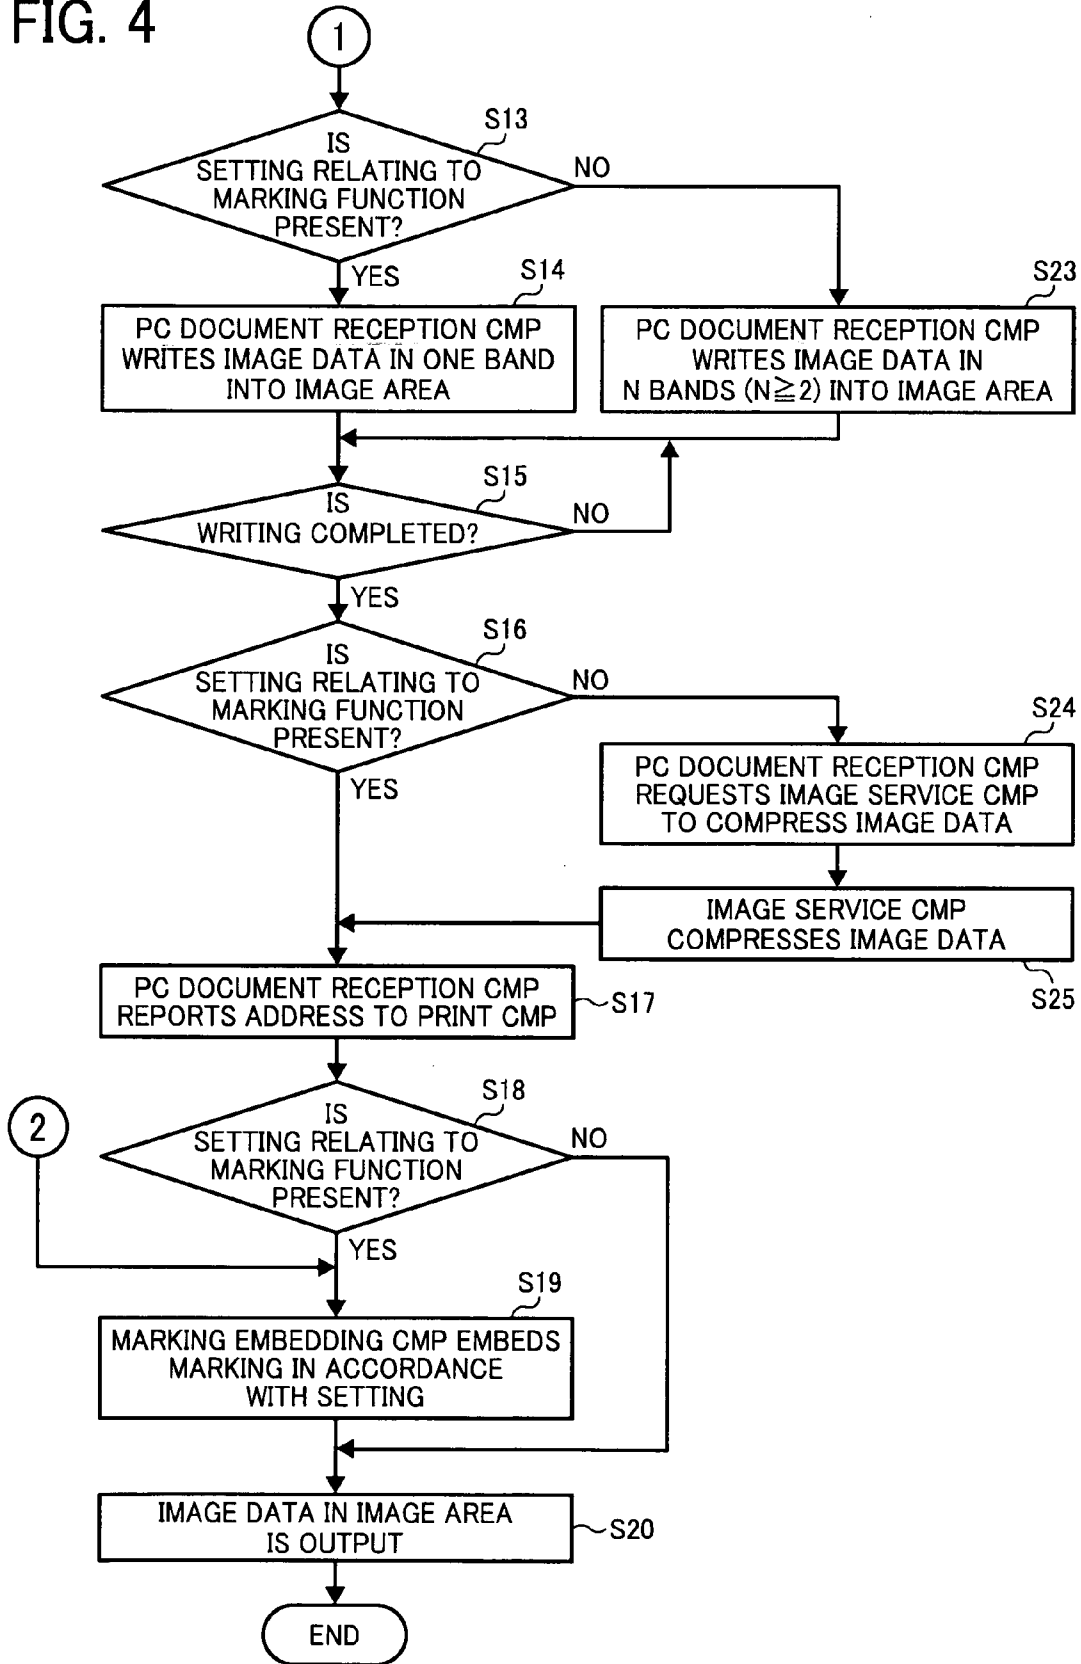 FIG. 4
1
S13
IS
SETTING RELATING TO
MARKING FUNCTION
PRESENT?
NO
YES
S14
PC DOCUMENT RECEPTION CMP
WRITES IMAGE DATA IN ONE BAND
INTO IMAGE AREA
S23
PC DOCUMENT RECEPTION CMP
WRITES IMAGE DATA IN
N BANDS (N≧2) INTO IMAGE AREA
S15
IS
WRITING COMPLETED?
NO
YES
S16
IS
SETTING RELATING TO
MARKING FUNCTION
PRESENT?
NO
YES
S24
PC DOCUMENT RECEPTION CMP
REQUESTS IMAGE SERVICE CMP
TO COMPRESS IMAGE DATA
IMAGE SERVICE CMP
COMPRESSES IMAGE DATA
S25
PC DOCUMENT RECEPTION CMP
REPORTS ADDRESS TO PRINT CMP
S17
2
S18
IS
SETTING RELATING TO
MARKING FUNCTION
PRESENT?
NO
YES
S19
MARKING EMBEDDING CMP EMBEDS
MARKING IN ACCORDANCE
WITH SETTING
IMAGE DATA IN IMAGE AREA
IS OUTPUT
S20
END